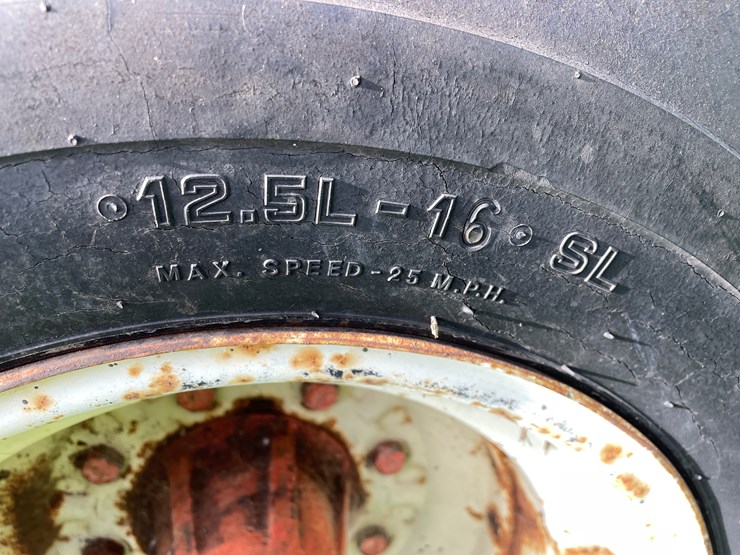 12.5L-16 SL
MAX. SPEED-25 M.P.H.